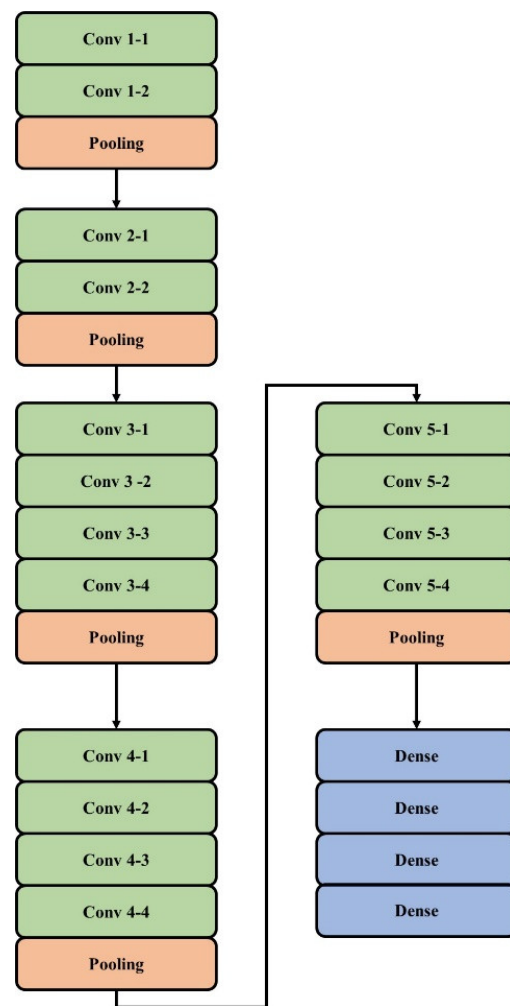 Conv 1-1
Conv 1-2
Pooling
Conv 2-1
Conv 2-2
Pooling
Conv 3-1
Conv 3 -2
Conv 3-3
Conv 3-4
Pooling
Conv 4-1
Conv 4-2
Conv 4-3
Conv 4-4
Pooling
Conv 5-1
Conv 5-2
Conv 5-3
Conv 5-4
Pooling
Dense
Dense
Dense
Dense